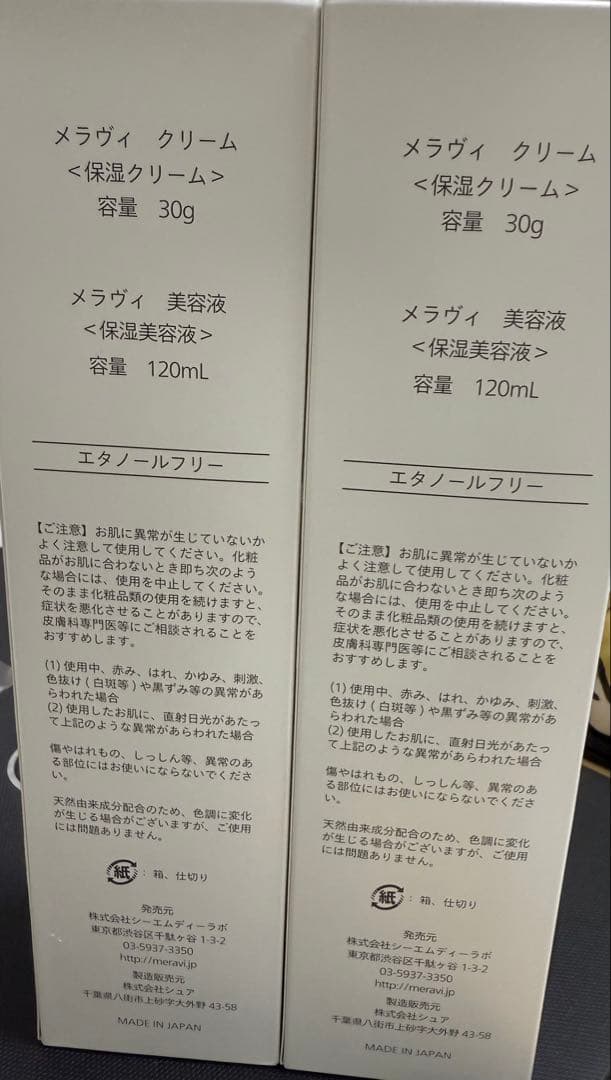 メラヴィ　クリーム
＜保湿クリーム＞
容量　30g
メラヴィ　美容液
＜保湿美容液＞
容量　120mL
エタノールフリー
【ご注意】お肌に異常が生じていないか
よく注意して使用してください。化粧
品がお肌に合わないとき即ち次のよう
な場合には、使用を中止してください。
そのまま化粧品類の使用を続けますと、
症状を悪化させることがありますので、
皮膚科専門医等にご相談されることを
おすすめします。
(1) 使用中、赤み、はれ、かゆみ、刺激、
色抜け ( 白斑等 ) や黒ずみ等の異常があ
らわれた場合
(2) 使用したお肌に、直射日光があたっ
て上記のような異常があらわれた場合
傷やはれもの、しっしん等、異常のあ
る部位にはお使いにならないでくださ
い。
天然由来成分配合のため、色調に変化
が生じる場合がございますが、ご使用
には問題ありません。
紙 : 箱、仕切り
発売元
株式会社シーエムディーラボ
東京都渋谷区千駄ヶ谷 1-3-2
03-5937-3350
http://meravi.jp
製造販売元
株式会社シュア
千葉県八街市上砂字大外野 43-58
MADE IN JAPAN
メラヴィ　クリーム
＜保湿クリーム＞
容量　30g
メラヴィ　美容液
＜保湿美容液＞
容量　120mL
エタノールフリー
【ご注意】お肌に異常が生じていないか
よく注意して使用してください。化粧
品がお肌に合わないとき即ち次のよう
な場合には、使用を中止してください。
そのまま化粧品類の使用を続けますと、
症状を悪化させることがありますので、
皮膚科専門医等にご相談されることを
おすすめします。
(1) 使用中、赤み、はれ、かゆみ、刺激、
色抜け ( 白斑等 ) や黒ずみ等の異常があ
らわれた場合
(2) 使用したお肌に、直射日光があたっ
て上記のような異常があらわれた場合
傷やはれもの、しっしん等、異常のあ
る部位にはお使いにならないでくださ
い。
天然由来成分配合のため、色調に変化
が生じる場合がございますが、ご使用
には問題ありません。
紙 : 箱、仕切り
発売元
株式会社シーエムディーラボ
東京都渋谷区千駄ヶ谷 1-3-2
03-5937-3350
http://meravi.jp
製造販売元
株式会社シュア
千葉県八街市上砂字大外野 43-58
MADE IN JAPAN